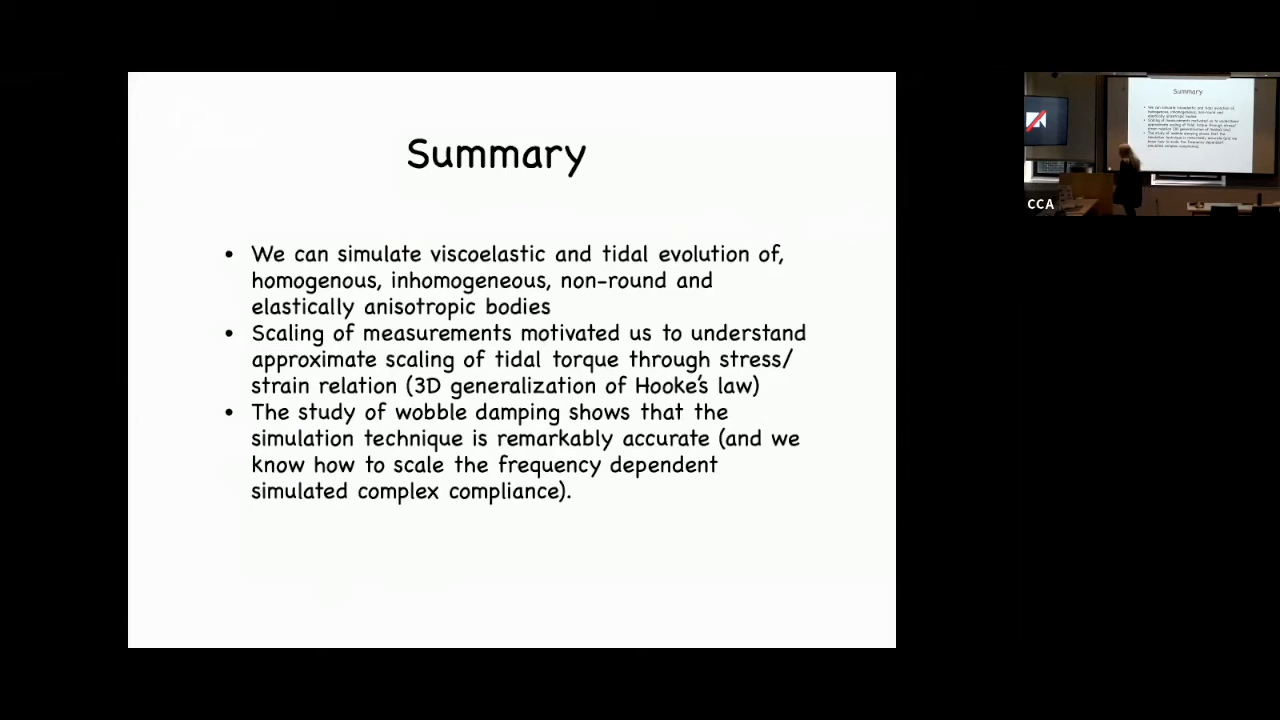 Summary
• We can simulate viscoelastic and tidal evolution of,
homogenous, inhomogeneous, non-round and
elastically anisotropic bodies
• Scaling of measurements motivated us to understand
approximate scaling of tidal torque through stress/
strain relation (3D generalization of Hooke's law)
• The study of wobble damping shows that the
simulation technique is remarkably accurate (and we
know how to scale the frequency dependent
simulated complex compliance).
Summary
CCA